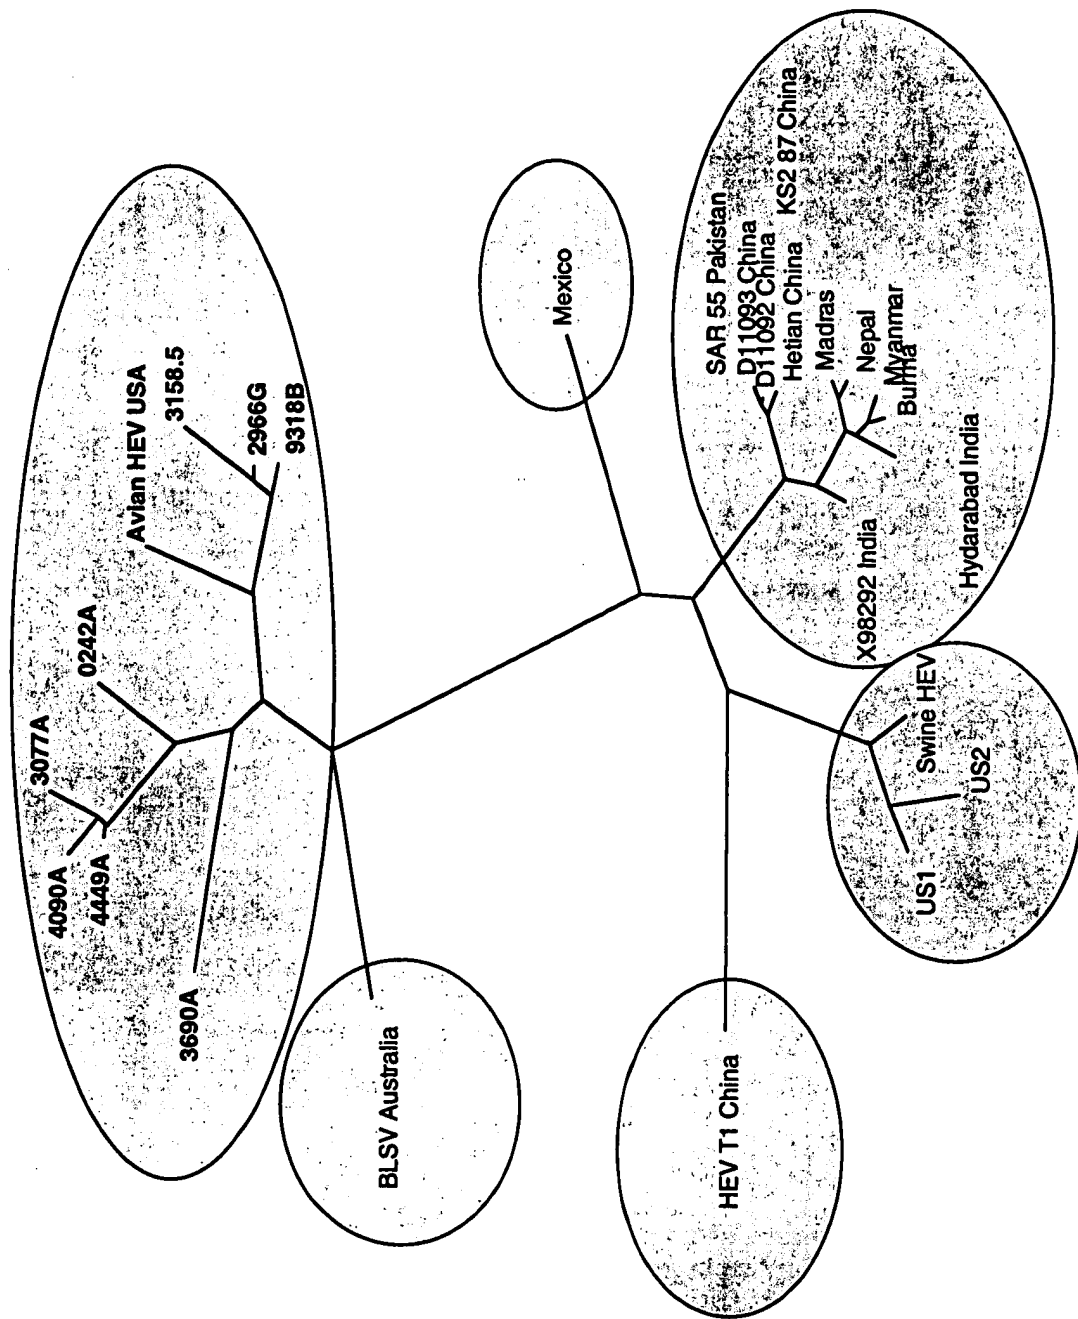 4090A
3077A
4449A
0242A
Avian HEV USA
3158.5
2966G
9318B
3690A
BLSV Australia
Mexico
SAR 55 Pakistan
D11093 China
D11092 China
KS2 87 China
Hetian China
Madras
Nepal
Myanmar
Burma
X98292 India
Hydarabad India
HEV T1 China
Swine HEV
US1
US2